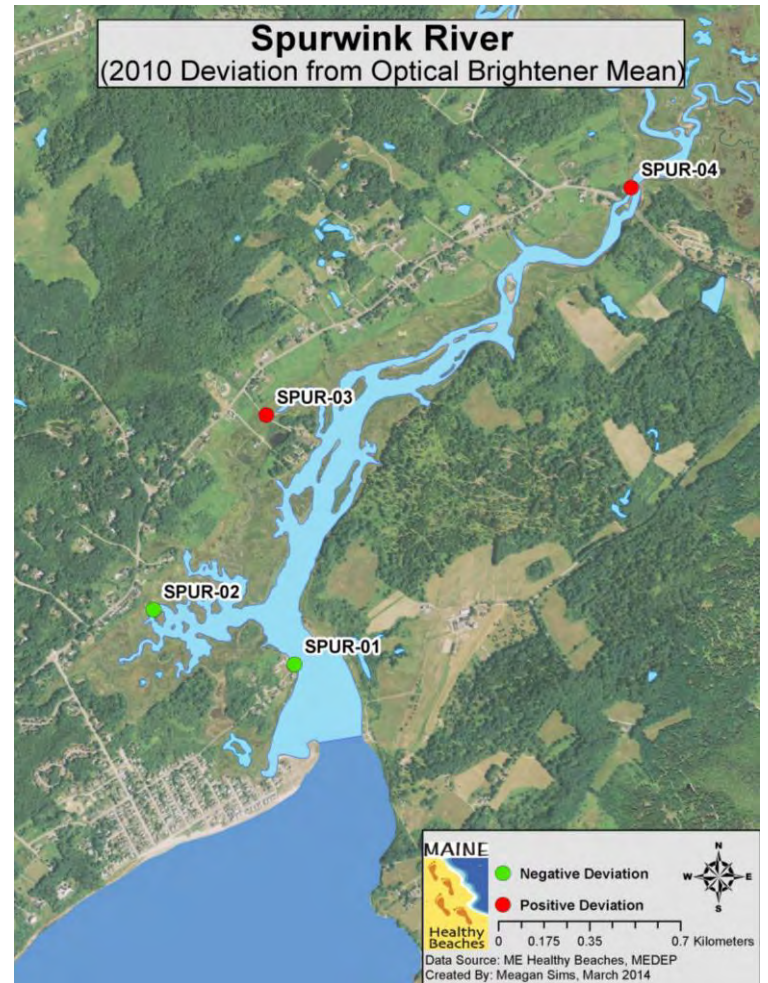 Spurwink River
(2010 Deviation from Optical Brightener Mean)
SPUR-04
SPUR-03
SPUR-02
SPUR-01
MAINE
Healthy
Beaches
Negative Deviation
Positive Deviation
N
W E
S
0 0.175 0.35 0.7 Kilometers
Data Source: ME Healthy Beaches, MEDEP
Created By: Meagan Sims, March 2014